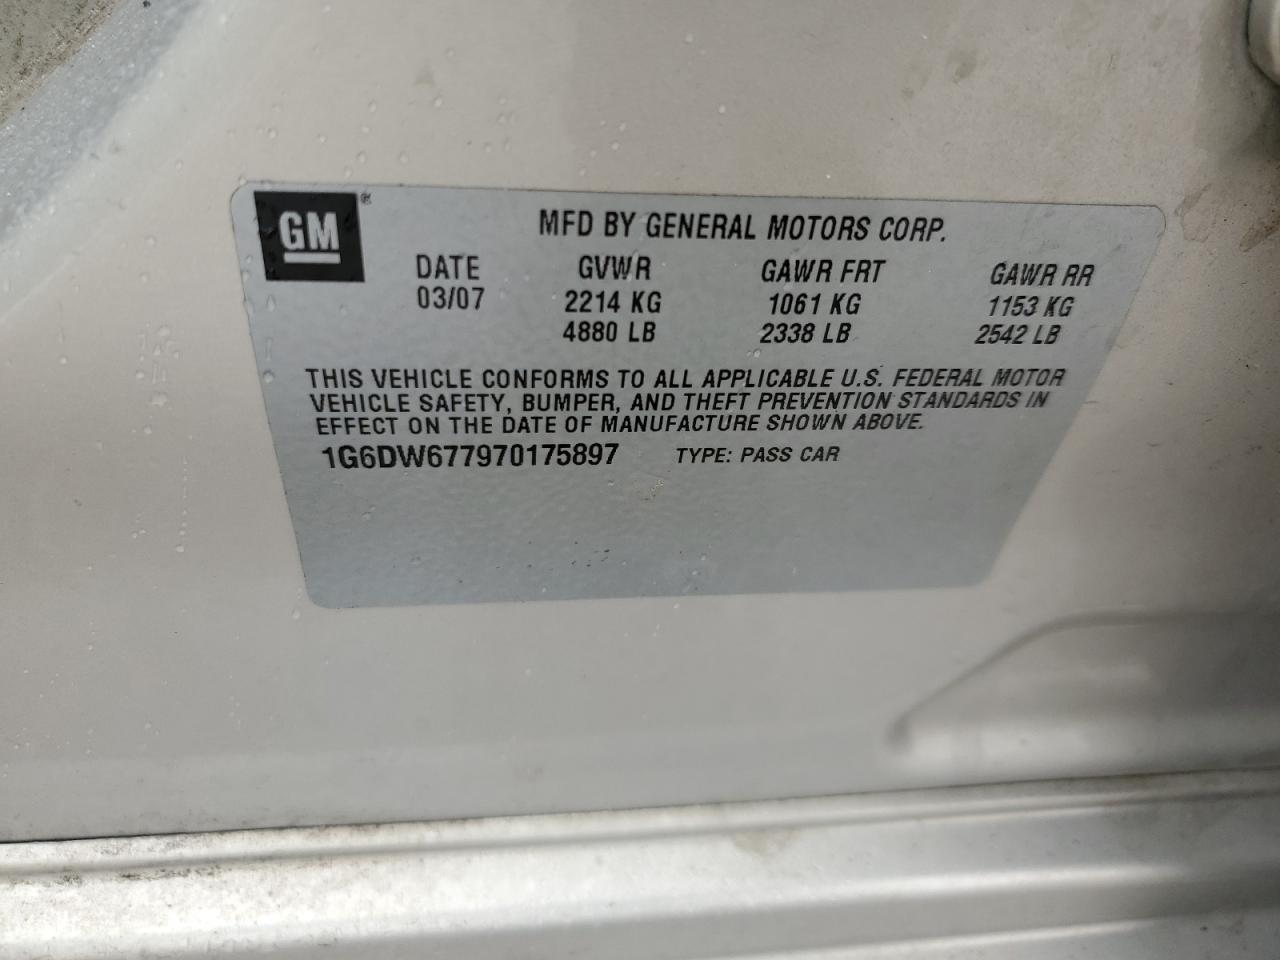 GM®
MFD BY GENERAL MOTORS CORP.
DATE GVWR GAWR FRT GAWR RR
03/07 2214 KG 1061 KG 1153 KG
4880 LB 2338 LB 2542 LB
THIS VEHICLE CONFORMS TO ALL APPLICABLE U.S. FEDERAL MOTOR
VEHICLE SAFETY, BUMPER, AND THEFT PREVENTION STANDARDS IN
EFFECT ON THE DATE OF MANUFACTURE SHOWN ABOVE.
1G6DW677970175897 TYPE: PASS CAR